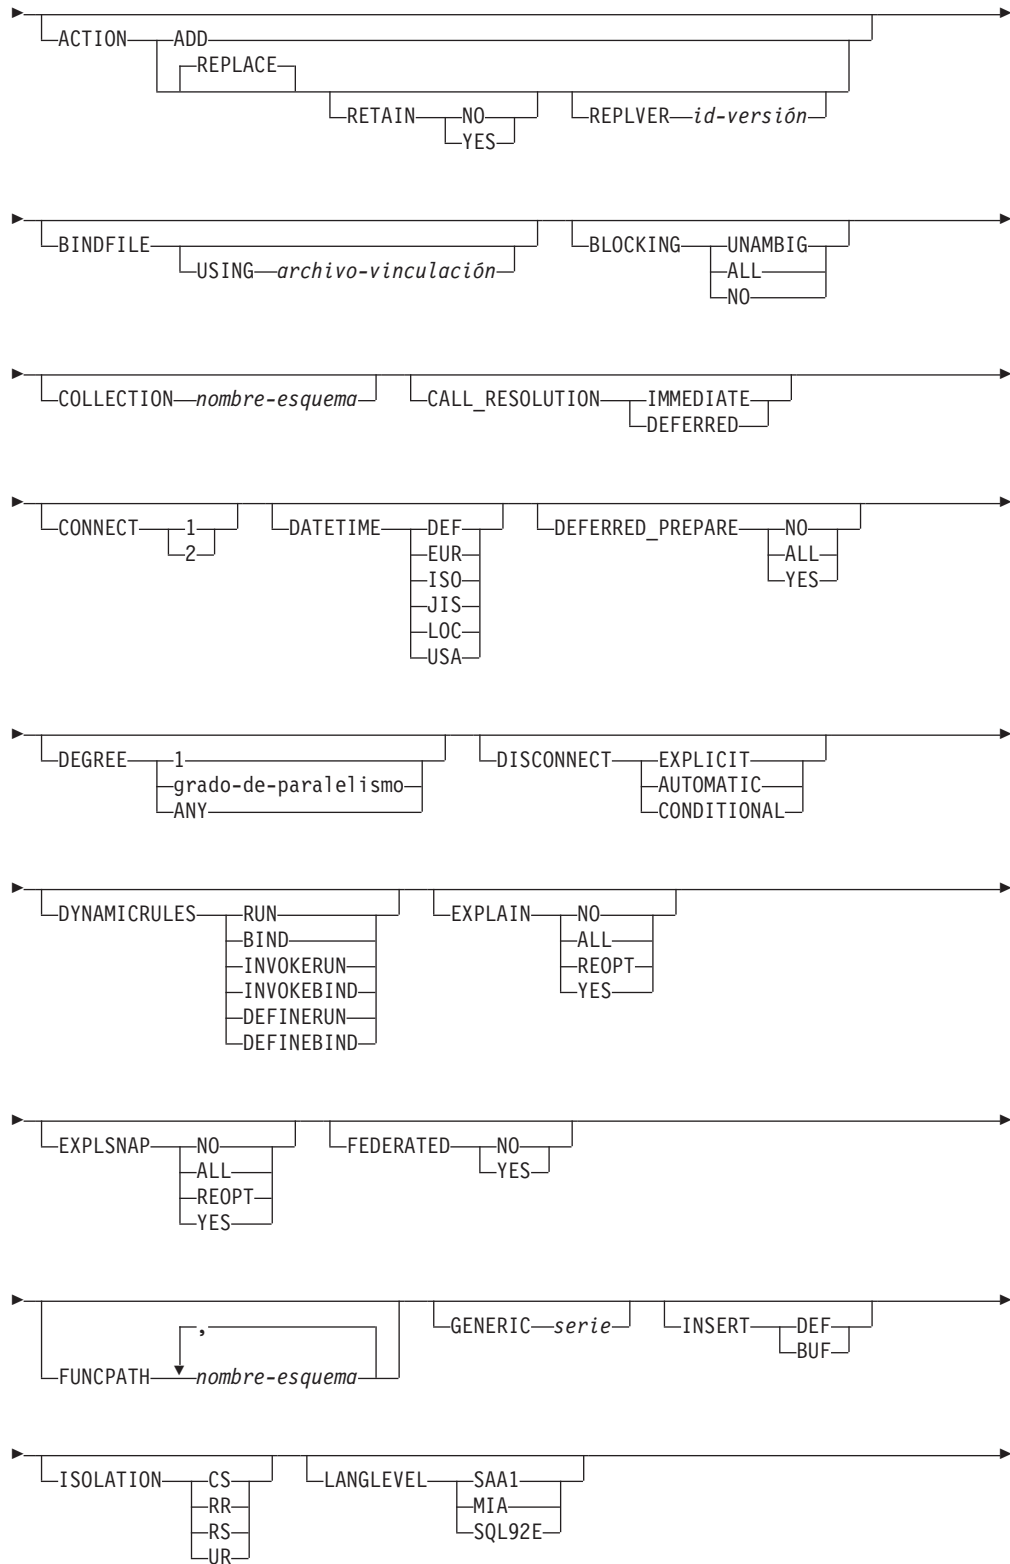 ACTION ADD
REPLACE
RETAIN NO REPLVER id-versión
YES
BINDFILE BLOCKING UNAMBIG
USING archivo-vinculación ALL
NO
COLLECTION nombre-esquema CALL_RESOLUTION IMMEDIATE
DEFERRED
CONNECT 1 DATETIME DEF DEFERRED_PREPARE NO
2 EUR ALL
ISO YES
JIS
LOC
USA
DEGREE 1 DISCONNECT EXPLICIT
grado-de-paralelismo AUTOMATIC
ANY CONDITIONAL
DYNAMICRULES RUN EXPLAIN NO
BIND ALL
INVOKERUN REOPT
INVOKEBIND YES
DEFINERUN
DEFINEBIND
EXPLSNAP NO FEDERATED NO
ALL YES
REOPT
YES
, GENERIC serie INSERT DEF
BUF
FUNCPATH nombre-esquema
ISOLATION CS LANGLEVEL SAA1
RR MIA
RS SQL92E
UR